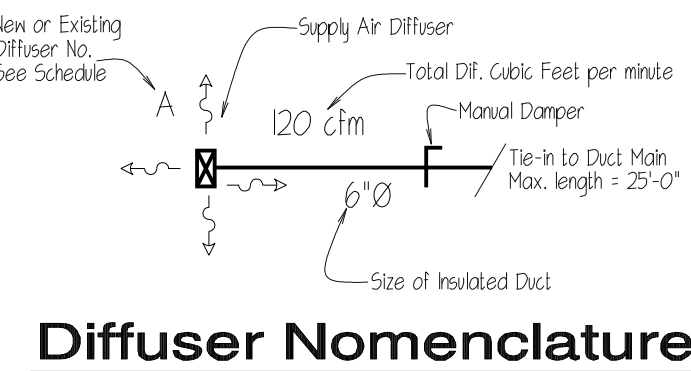 New or Existing
Diffuser No.
See Schedule
Supply Air Diffuser
Total Dif. Cubic Feet per minute
A
120 cfm
Manual Damper
Tie-in to Duct Main
Max. length = 25'-0"
6"Ø
Size of Insulated Duct
Diffuser Nomenclature